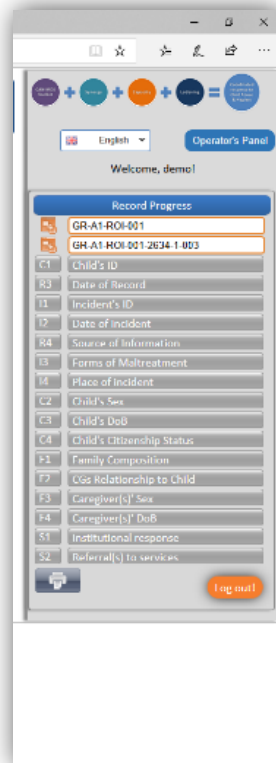 English
Operator's Panel
Welcome, demo!
Record Progress
GR-A1-ROI-001
GR-A1-ROI-001-2634-1-003
C1 Child's ID
R3 Date of Record
I1 Incident's ID
I2 Date of Incident
R4 Source of Information
I3 Forms of Maltreatment
I4 Place of incident
C2 Child's Sex
C3 Child's DoB
C4 Child's Citizenship Status
F1 Family Composition
F2 CGs Relationship to Child
F3 Caregiver(s)' Sex
F4 Caregiver(s)' DoB
S1 Institutional response
S2 Referral(s) to services
Log out!